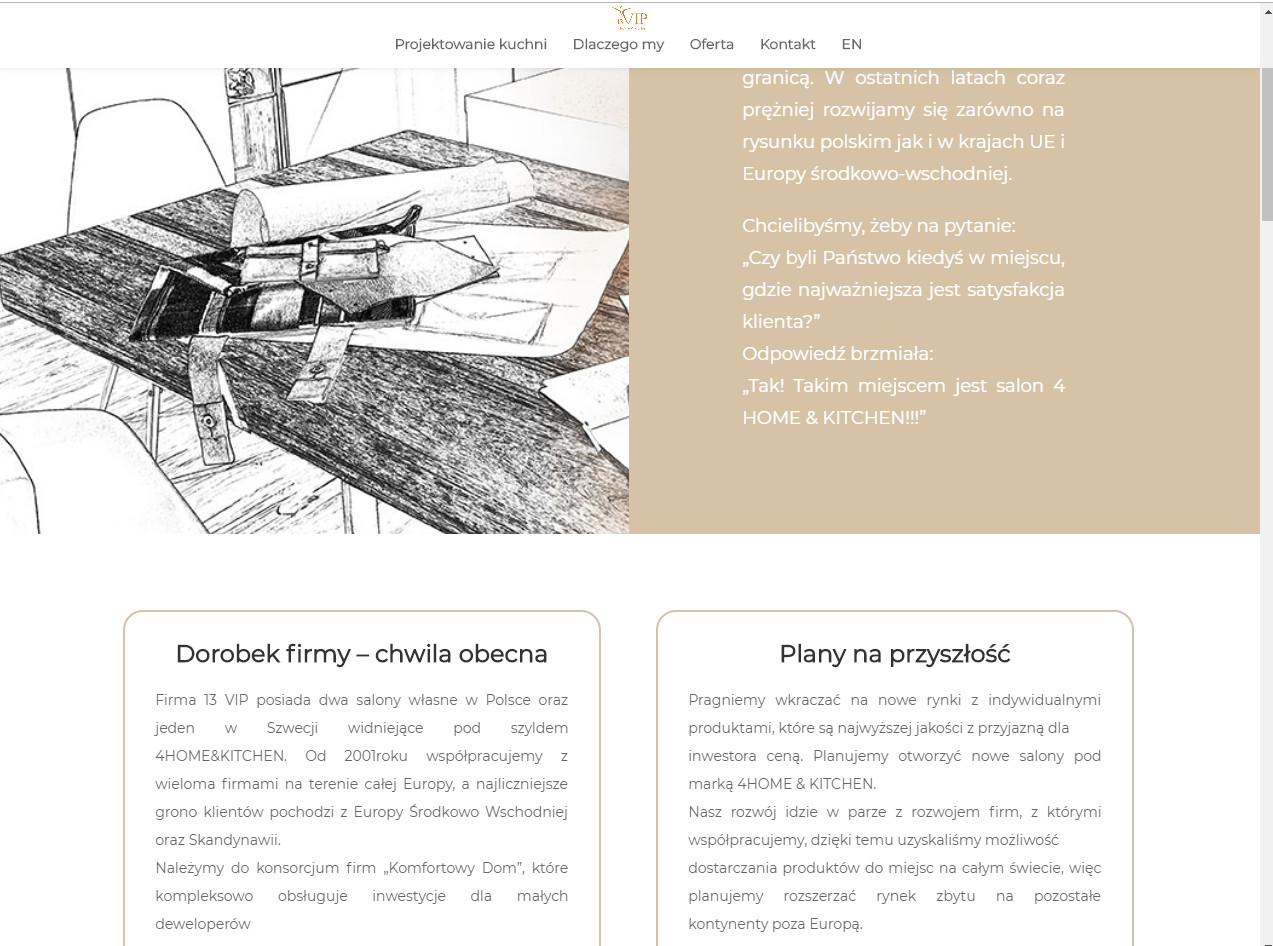 13 VIP
Projektowanie kuchni Dlaczego my Oferta Kontakt EN
granicą. W ostatnich latach coraz
prężniej rozwijamy się zarówno na
rysunku polskim jak i w krajach UE i
Europy środkowo-wschodniej.
Chcielibyśmy, żeby na pytanie:
„Czy byli Państwo kiedyś w miejscu,
gdzie najważniejsza jest satysfakcja
klienta?”
Odpowiedź brzmiała:
„Tak! Takim miejscem jest salon 4
HOME & KITCHEN!!!”
Dorobek firmy – chwila obecna
Firma 13 VIP posiada dwa salony własne w Polsce oraz
jeden w Szwecji widniejące pod szyldem
4HOME&KITCHEN. Od 2001roku współpracujemy z
wieloma firmami na terenie całej Europy, a najliczniejsze
grono klientów pochodzi z Europy Środkowo Wschodniej
oraz Skandynawii.
Należymy do konsorcjum firm „Komfortowy Dom”, które
kompleksowo obsługuje inwestycje dla małych
deweloperów
Plany na przyszłość
Pragniemy wkraczać na nowe rynki z indywidualnymi
produktami, które są najwyższej jakości z przyjazną dla
inwestora ceną. Planujemy otworzyć nowe salony pod
marką 4HOME & KITCHEN.
Nasz rozwój idzie w parze z rozwojem firm, z którymi
współpracujemy, dzięki temu uzyskaliśmy możliwość
dostarczania produktów do miejsc na całym świecie, więc
planujemy rozszerzać rynek zbytu na pozostałe
kontynenty poza Europą.